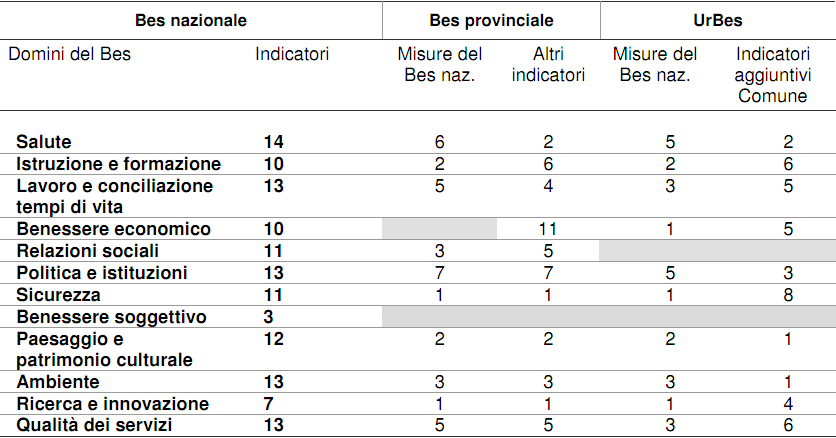 Bes nazionale Bes provinciale UrBes
Domini del Bes Indicatori Misure del Bes naz. Altri indicatori Misure del Bes naz. Indicatori aggiuntivi Comune
Salute 14 6 2 5 2
Istruzione e formazione 10 2 6 2 6
Lavoro e conciliazione tempi di vita 13 5 4 3 5
Benessere economico 10 11 1 5
Relazioni sociali 11 3 5
Politica e istituzioni 13 7 7 5 3
Sicurezza 11 1 1 1 8
Benessere soggettivo 3
Paesaggio e patrimonio culturale 12 2 2 2 1
Ambiente 13 3 3 3 1
Ricerca e innovazione 7 1 1 1 4
Qualità dei servizi 13 5 5 3 6